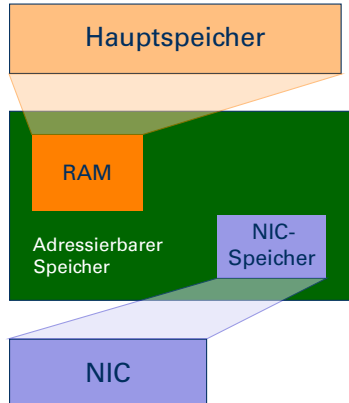 Hauptspeicher
RAM
Adressierbarer
Speicher
NIC-
Speicher
NIC